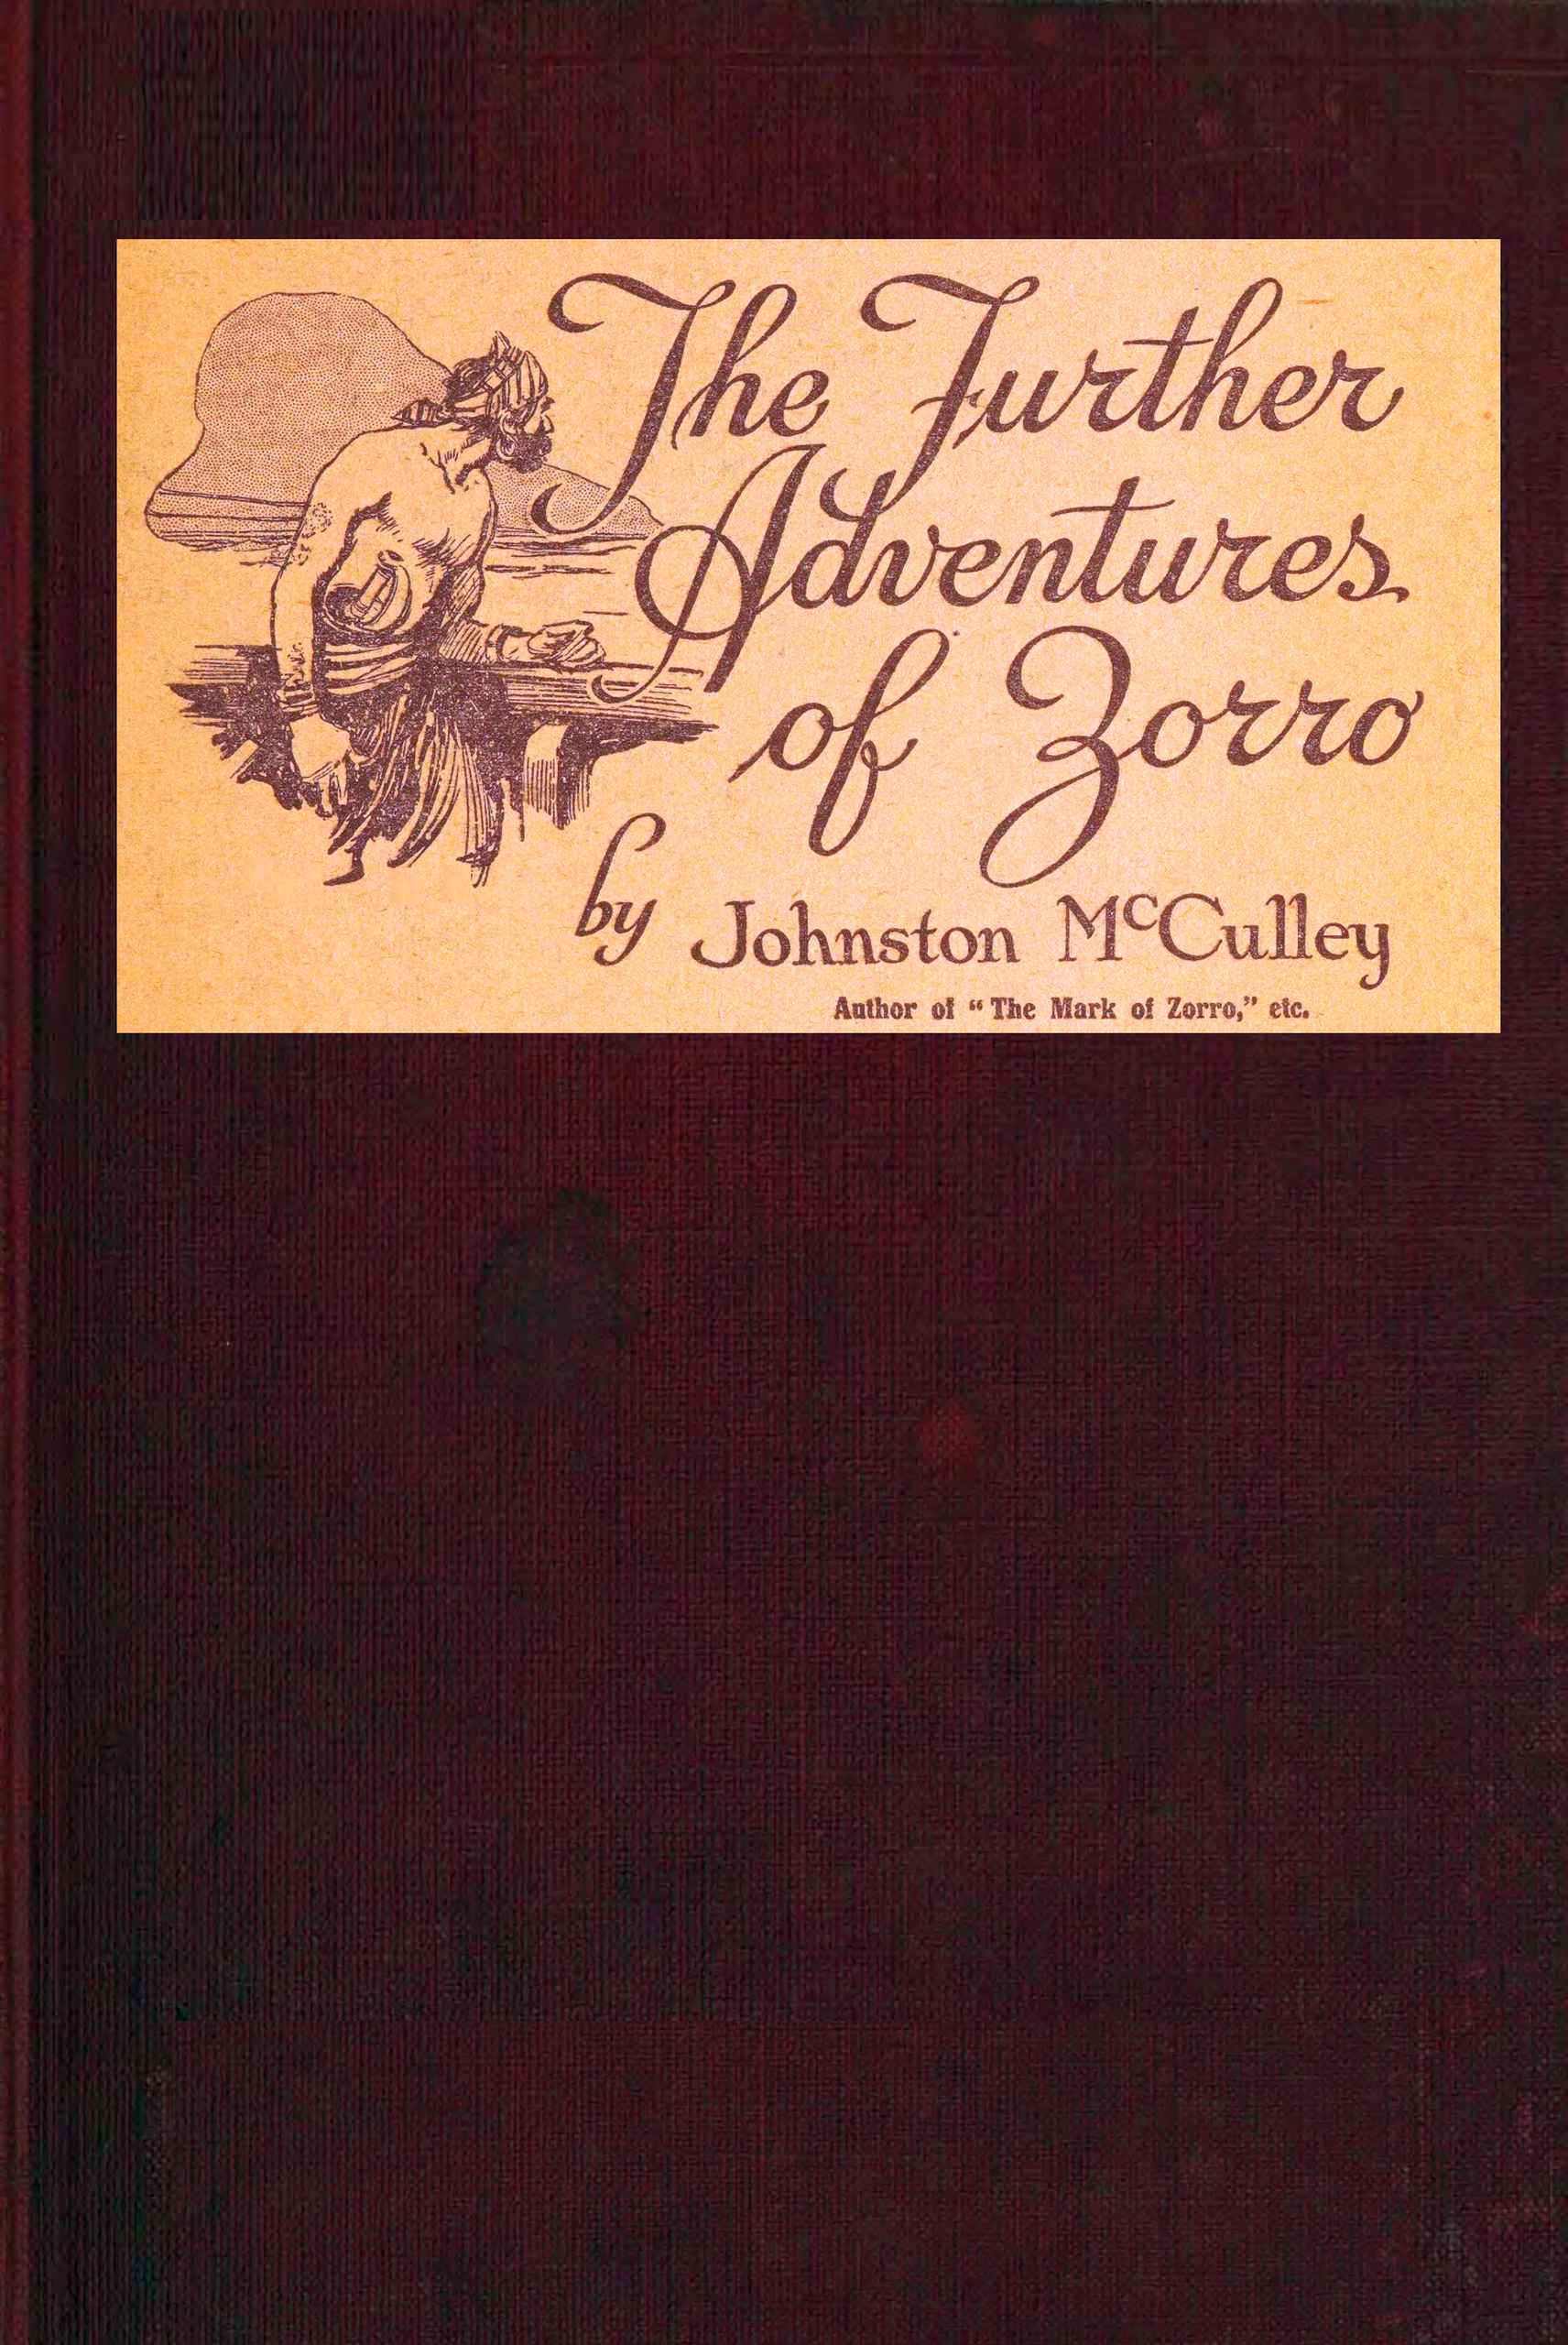 The Further
Adventures
of Zorro
by Johnston McCulley
Author of “The Mark of Zorro,” etc.